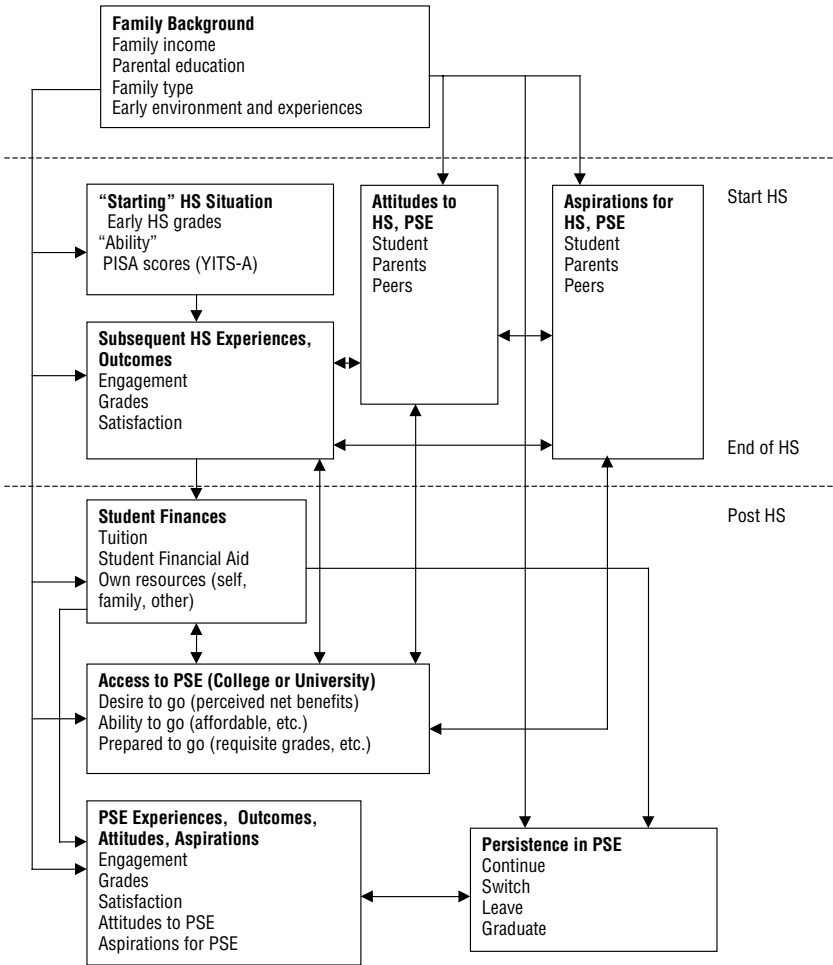 Family Background
Family income
Parental education
Family type
Early environment and experiences
“Starting” HS Situation
Early HS grades
“Ability”
PISA scores (YITS-A)
Attitudes to
HS, PSE
Student
Parents
Peers
Aspirations for
HS, PSE
Student
Parents
Peers
Start HS
Subsequent HS Experiences,
Outcomes
Engagement
Grades
Satisfaction
End of HS
Student Finances
Tuition
Student Financial Aid
Own resources (self,
family, other)
Post HS
Access to PSE (College or University)
Desire to go (perceived net benefits)
Ability to go (affordable, etc.)
Prepared to go (requisite grades, etc.)
PSE Experiences, Outcomes,
Attitudes, Aspirations
Engagement
Grades
Satisfaction
Attitudes to PSE
Aspirations for PSE
Persistence in PSE
Continue
Switch
Leave
Graduate